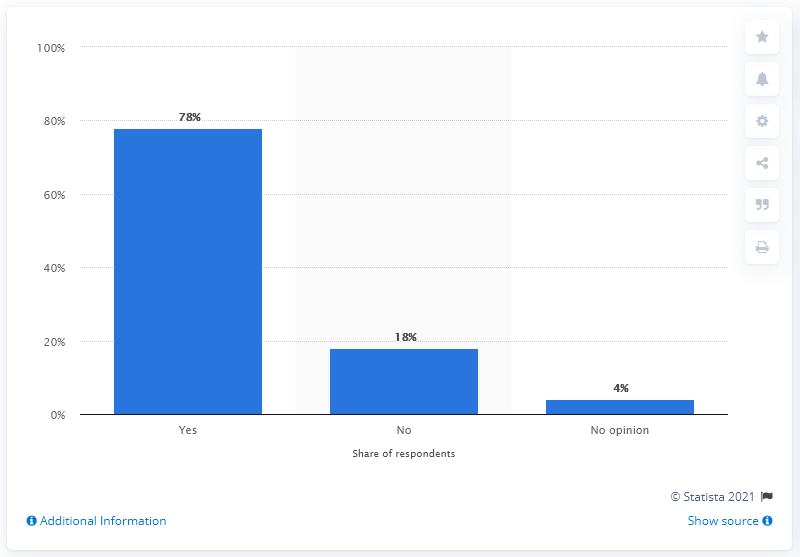 100%
80%
60%
40%
20%
0%
78%
18%
4%
Yes
No
No opinion
Share of respondents
© Statista 2021
Additional Information
Show source